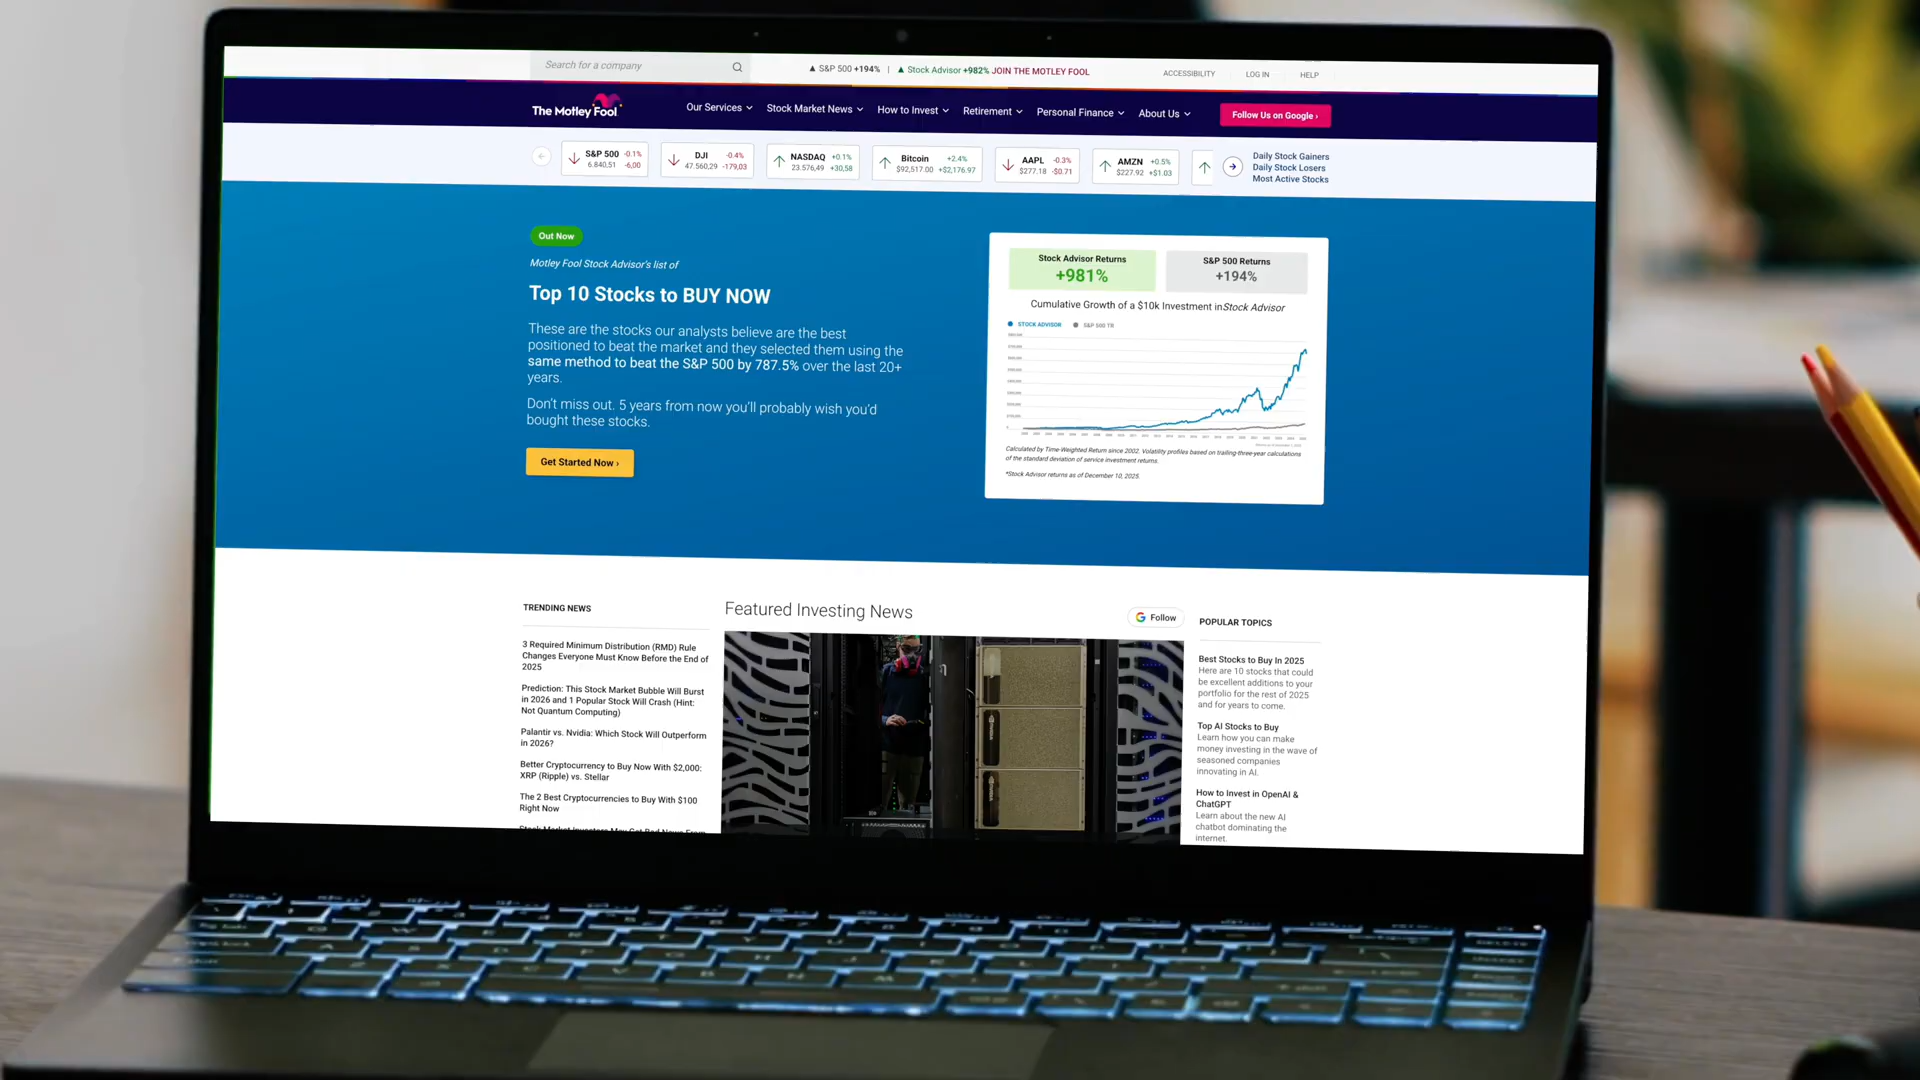 Search for a company
▲ S&P 500 +194% | ▲ Stock Advisor +982% JOIN THE MOTLEY FOOL
ACCESSIBILITY
LOG IN
HELP
The Motley Fool
Our Services
Stock Market News
How to Invest
Retirement
Personal Finance
About Us
Follow Us on Google ›
S&P 500 -0.1%
6.840,51 -6,00
DJI -0.4%
47.560,29 -179,03
NASDAQ +0.1%
23.576,49 +30,58
Bitcoin +2.4%
$92,517.00 +$2,176.97
AAPL -0.3%
$277.18 -$0.71
AMZN +0.5%
$227.92 +$1.03
Daily Stock Gainers
Daily Stock Losers
Most Active Stocks
Out Now
Motley Fool Stock Advisor's list of
Top 10 Stocks to BUY NOW
These are the stocks our analysts believe are the best
positioned to beat the market and they selected them using the
same method to beat the S&P 500 by 787.5% over the last 20+
years.
Don't miss out. 5 years from now you'll probably wish you'd
bought these stocks.
Get Started Now ›
Stock Advisor Returns
+981%
S&P 500 Returns
+194%
Cumulative Growth of a $10k Investment in Stock Advisor
STOCK ADVISOR
S&P 500 TR
Calculated by Time-Weighted Return since 2002. Volatility profiles based on trailing-three-year calculations
of the standard deviation of service investment returns.
*Stock Advisor returns as of December 10, 2025.
TRENDING NEWS
3 Required Minimum Distribution (RMD) Rule
Changes Everyone Must Know Before the End of
2025
Prediction: This Stock Market Bubble Will Burst
in 2026 and 1 Popular Stock Will Crash (Hint:
Not Quantum Computing)
Palantir vs. Nvidia: Which Stock Will Outperform
in 2026?
Better Cryptocurrency to Buy Now With $2,000:
XRP (Ripple) vs. Stellar
The 2 Best Cryptocurrencies to Buy With $100
Right Now
Stock Market Investors May Get Bad News From
Featured Investing News
Follow
POPULAR TOPICS
Best Stocks to Buy In 2025
Here are 10 stocks that could
be excellent additions to your
portfolio for the rest of 2025
and for years to come.
Top AI Stocks to Buy
Learn how you can make
money investing in the wave of
seasoned companies
innovating in AI.
How to Invest in OpenAI &
ChatGPT
Learn about the new AI
chatbot dominating the
internet.